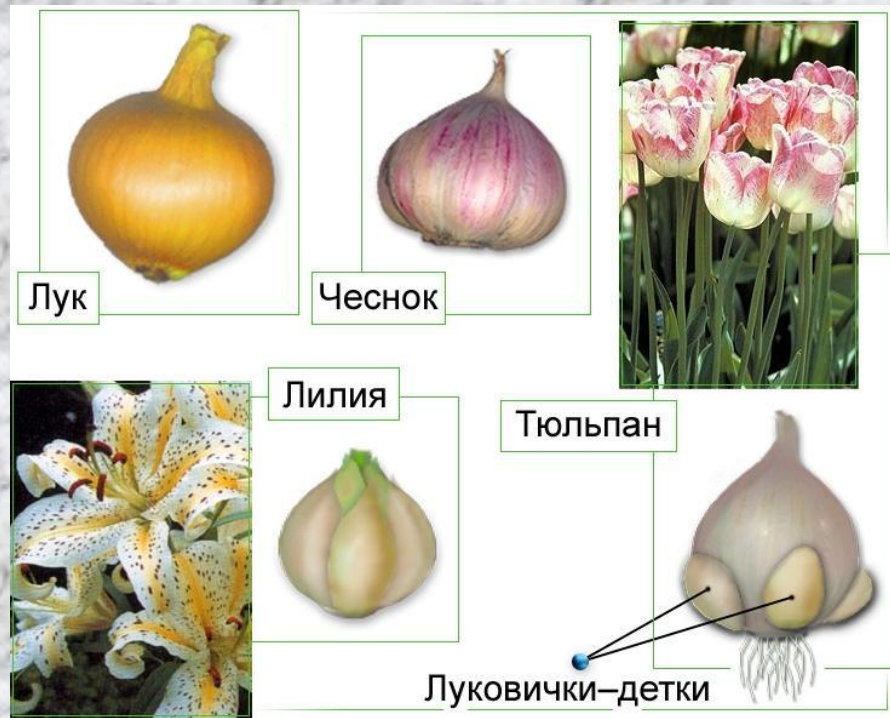 Лук
Чеснок
Лилия
Тюльпан
Луковички–детки